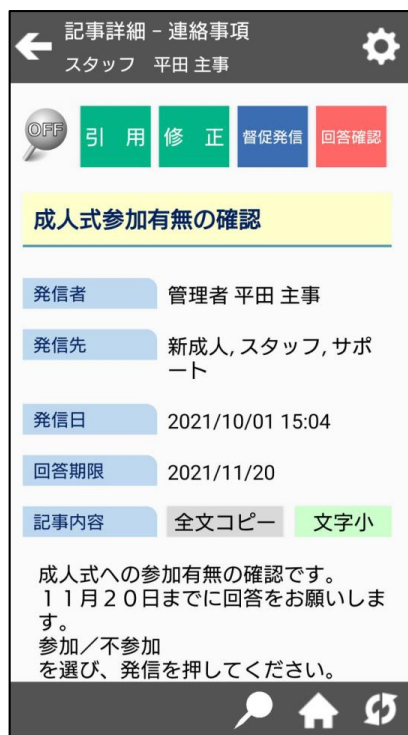 記事詳細 − 連絡事項
スタッフ　平田 主事
OFF
引　用
修　正
督促発信
回答確認
成人式参加有無の確認
発信者
管理者 平田 主事
発信先
新成人, スタッフ, サポ
ート
発信日
2021/10/01 15:04
回答期限
2021/11/20
記事内容
全文コピー
文字小
成人式への参加有無の確認です。
１１月２０日までに回答をお願いしま
す。
参加／不参加
を選び、発信を押してください。